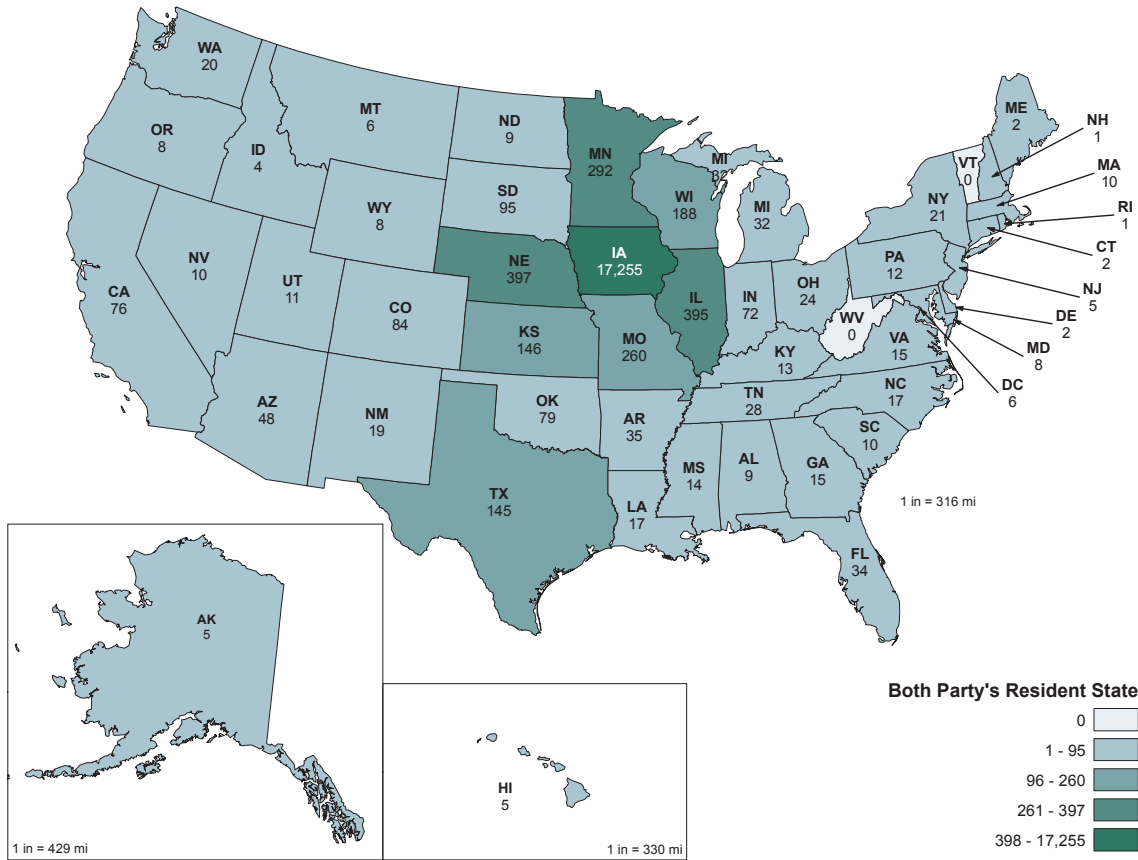 WA
20
OR
8
ID
4
MT
6
ND
9
MN
292
SD
95
WY
8
NV
10
CA
76
UT
11
CO
84
NE
397
IA
17,255
WI
188
MI
32
MI
32
IL
395
IN
72
OH
24
KS
146
MO
260
KY
13
WV
0
VA
15
PA
12
NY
21
VT
0
ME
2
NH
1
MA
10
RI
1
CT
2
NJ
5
DE
2
MD
8
DC
6
NC
17
SC
10
TN
28
AZ
48
NM
19
OK
79
AR
35
TX
145
LA
17
MS
14
AL
9
GA
15
FL
34
1 in = 316 mi
AK
5
1 in = 429 mi
HI
5
1 in = 330 mi
Both Party's Resident State
0
1 - 95
96 - 260
261 - 397
398 - 17,255